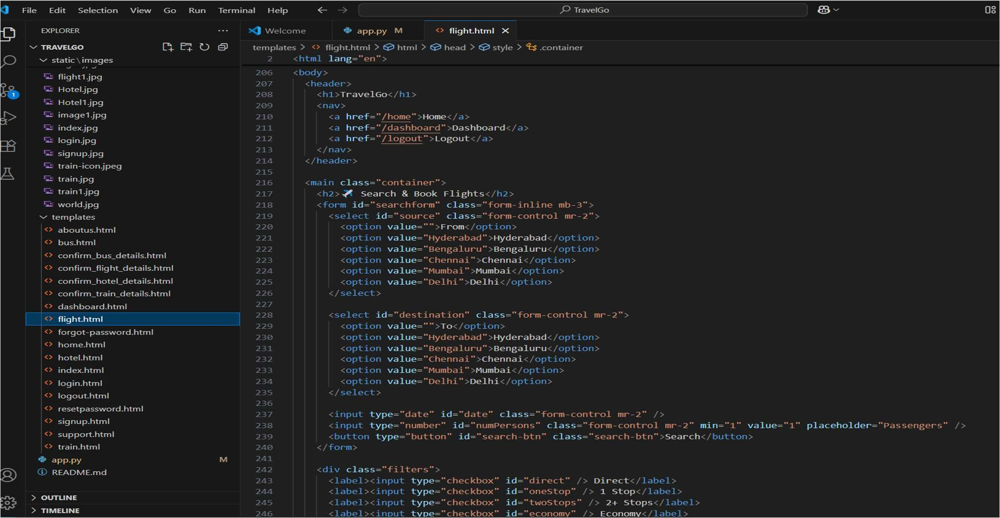 File Edit Selection View Go Run Terminal Help
TravelGo
EXPLORER
TRAVELGO
static\images
flight1.jpg
Hotel.jpg
Hotel1.jpg
image1.jpg
index.jpg
login.jpg
signup.jpg
train-icon.jpeg
train.jpg
train1.jpg
world.jpg
templates
aboutus.html
bus.html
confirm_bus_details.html
confirm_flight_details.html
confirm_hotel_details.html
confirm_train_details.html
dashboard.html
flight.html
forgot-password.html
home.html
hotel.html
index.html
login.html
logout.html
resetpassword.html
signup.html
support.html
train.html
app.py M
README.md
OUTLINE
TIMELINE
1
Welcome app.py M flight.html
templates > flight.html > html > head > style > .container
2 <html lang="en">
206 <body>
207 <header>
208 <h1>TravelGo</h1>
209 <nav>
210 <a href="/home">Home</a>
211 <a href="/dashboard">Dashboard</a>
212 <a href="/logout">Logout</a>
213 </nav>
214 </header>
215
216 <main class="container">
217 <h2>✈️ Search & Book Flights</h2>
218 <form id="searchform" class="form-inline mb-3">
219 <select id="source" class="form-control mr-2">
220 <option value="">From</option>
221 <option value="Hyderabad">Hyderabad</option>
222 <option value="Bengaluru">Bengaluru</option>
223 <option value="Chennai">Chennai</option>
224 <option value="Mumbai">Mumbai</option>
225 <option value="Delhi">Delhi</option>
226 </select>
227
228 <select id="destination" class="form-control mr-2">
229 <option value="">To</option>
230 <option value="Hyderabad">Hyderabad</option>
231 <option value="Bengaluru">Bengaluru</option>
232 <option value="Chennai">Chennai</option>
233 <option value="Mumbai">Mumbai</option>
234 <option value="Delhi">Delhi</option>
235 </select>
236
237 <input type="date" id="date" class="form-control mr-2" />
238 <input type="number" id="numPersons" class="form-control mr-2" min="1" value="1" placeholder="Passengers" />
239 <button type="button" id="search-btn" class="search-btn">Search</button>
240 </form>
241
242 <div class="filters">
243 <label><input type="checkbox" id="direct" /> Direct</label>
244 <label><input type="checkbox" id="oneStop" /> 1 Stop</label>
245 <label><input type="checkbox" id="twoStops" /> 2+ Stops</label>
246 <label><input type="checkbox" id="economy" /> Economy</label>